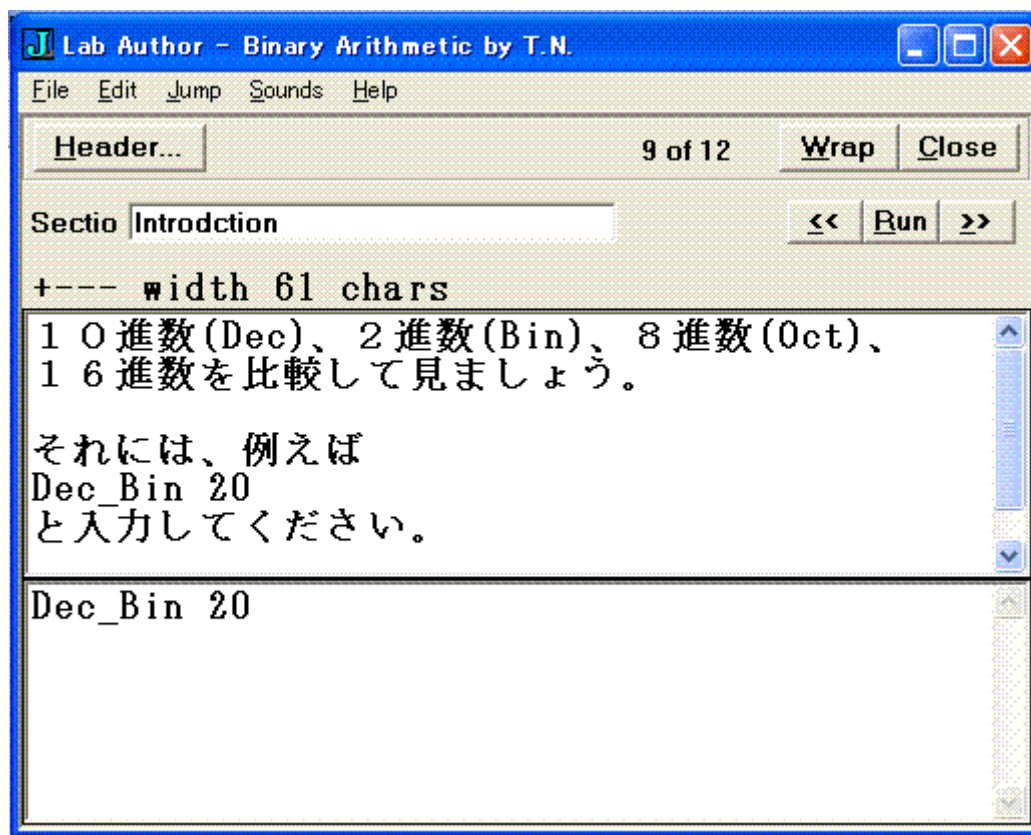 Lab Author - Binary Arithmetic by T.N.
File Edit Jump Sounds Help
Header... 9 of 12 Wrap Close
Sectio Introdction << Run >>
+--- width 61 chars
10進数(Dec)、2進数(Bin)、8進数(Oct)、
16進数を比較して見ましょう。
それには、例えば
Dec_Bin 20
と入力してください。
Dec_Bin 20